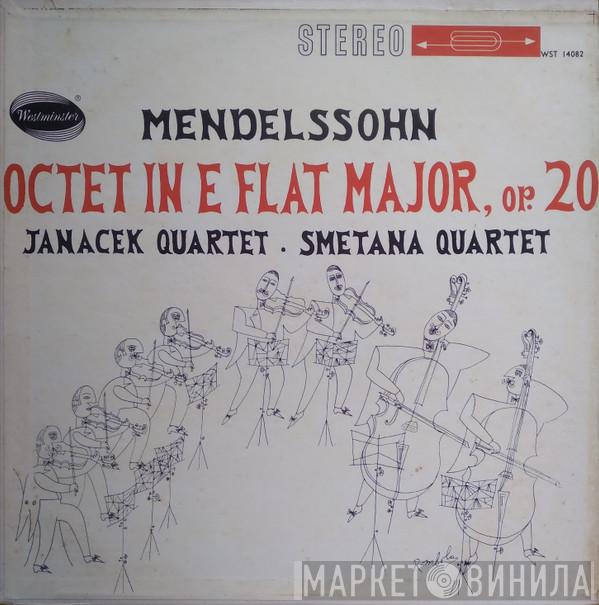 STEREO
WST 14082
Westminster ®
MENDELSSOHN
OCTET IN E FLAT MAJOR, OP. 20
JANACEK QUARTET . SMETANA QUARTET
МАРКЕТ ВИНИЛА